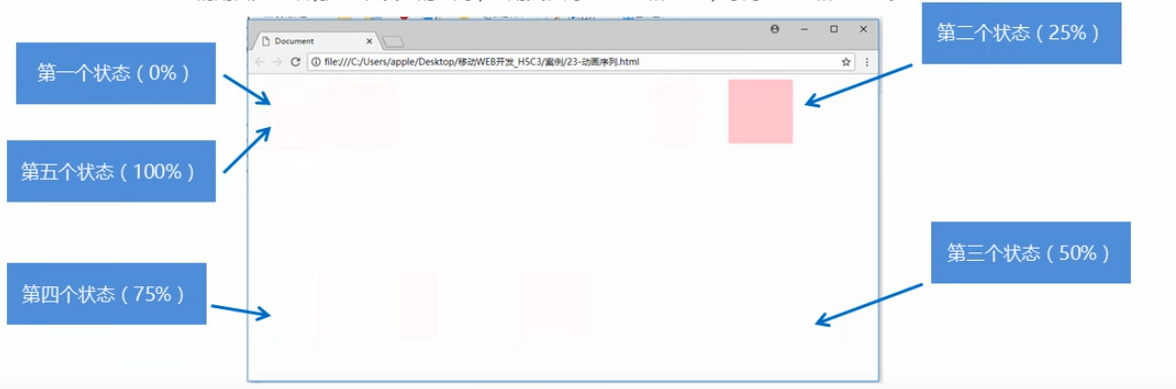 第二个状态（25%）
Document
第一个状态（0%）
file:///C:/Users/apple/Desktop/移动WEB开发_H5C3/案例/23-动画序列.html
第五个状态（100%）
第三个状态（50%）
第四个状态（75%）